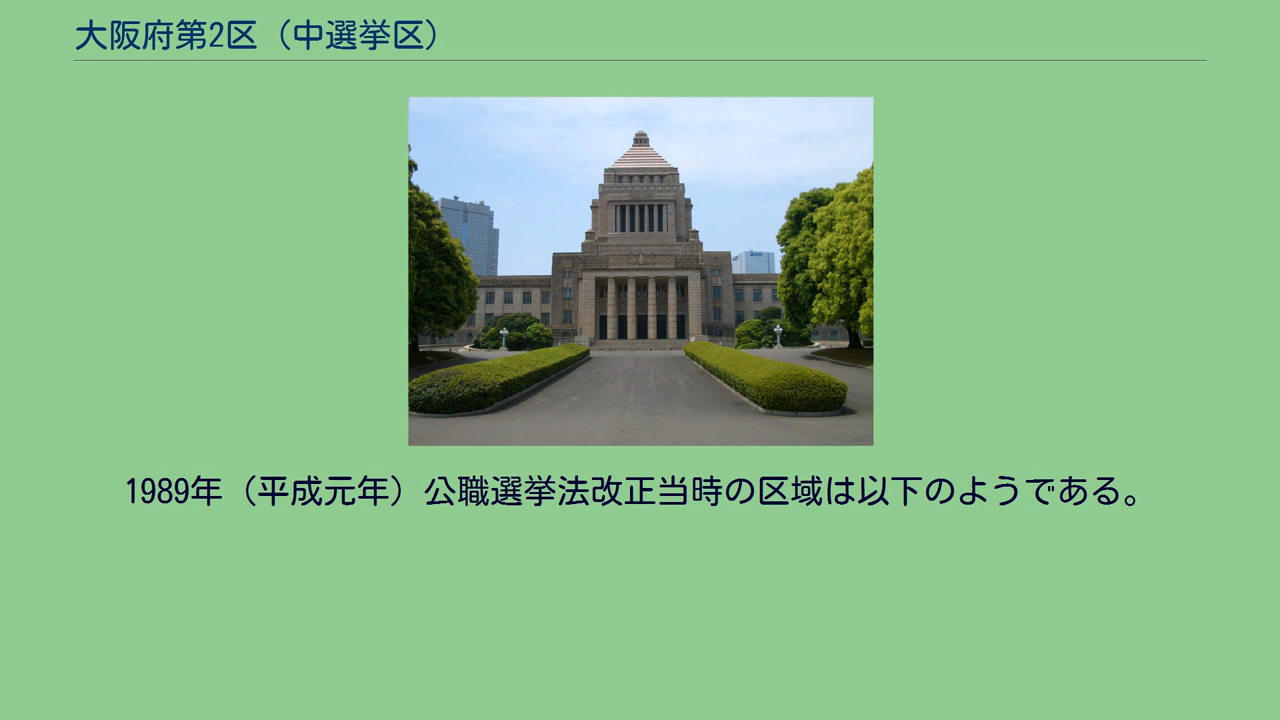 大阪府第2区（中選挙区）
1989年（平成元年）公職選挙法改正当時の区域は以下のようである。